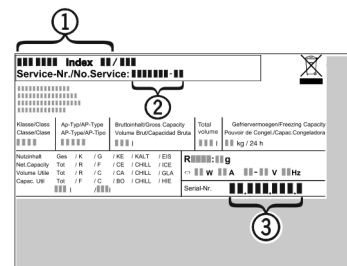 1
Index /
Service-Nr./No.Service: -
2
Klasse/Class Ap-Typ/AP-Type Bruttoinhalt/Gross Capacity Total Gefriervermoegen/Freezing Capacity
Classe/Clase AP-Type/AP-Tipo Volume Brut/Capacidad Bruta volume Pouvoir de Congel./Capac.Congeladora
l l kg / 24 h
Nutzinhalt Ges / K / G / KE / KALT / EIS R : g
Net.Capacity Tot / R / F / CE / CHILL / ICE
Volume Utile Tot / R / C / CA / CHILL / GLA W A - V Hz
Capac. Util Tot / F / C / BO / CHILL / HIE
l / l Serial-Nr. . . .
3